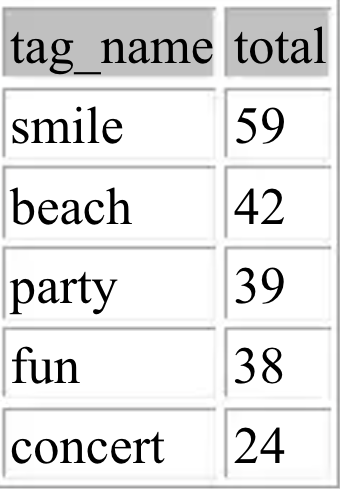 tag_name total
smile 59
beach 42
party 39
fun 38
concert 24